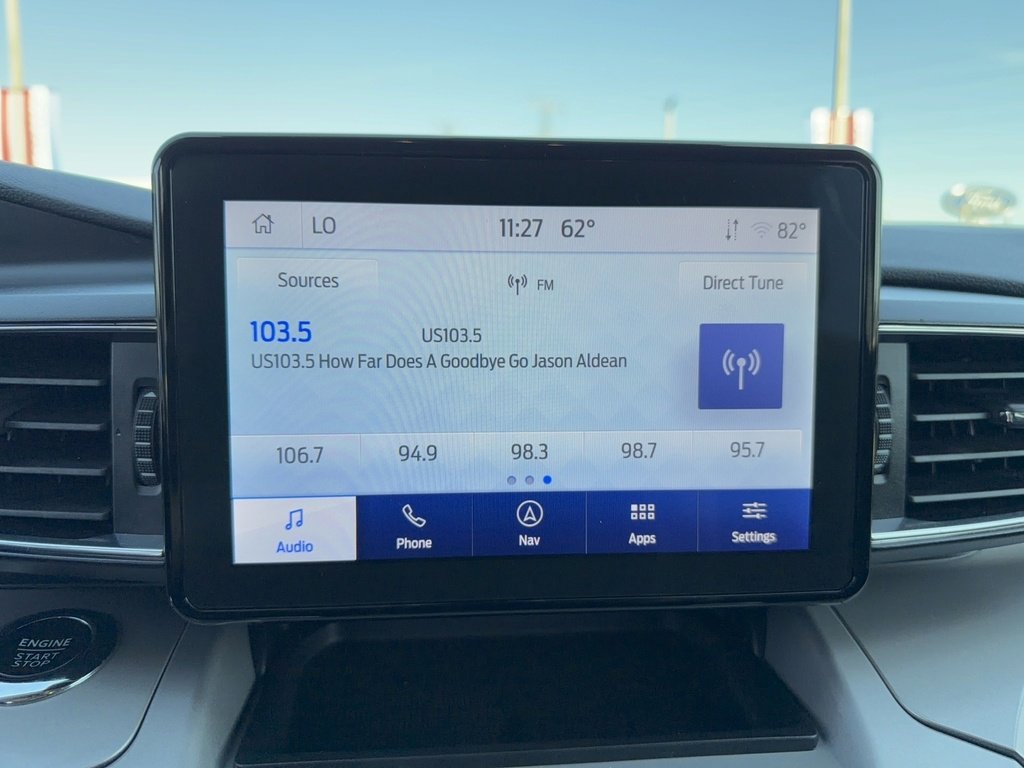 LO 11:27 62° 82°
Sources FM Direct Tune
103.5 US103.5
US103.5 How Far Does A Goodbye Go Jason Aldean
106.7 94.9 98.3 98.7 95.7
Audio Phone Nav Apps Settings
ENGINE
START
STOP
Ford